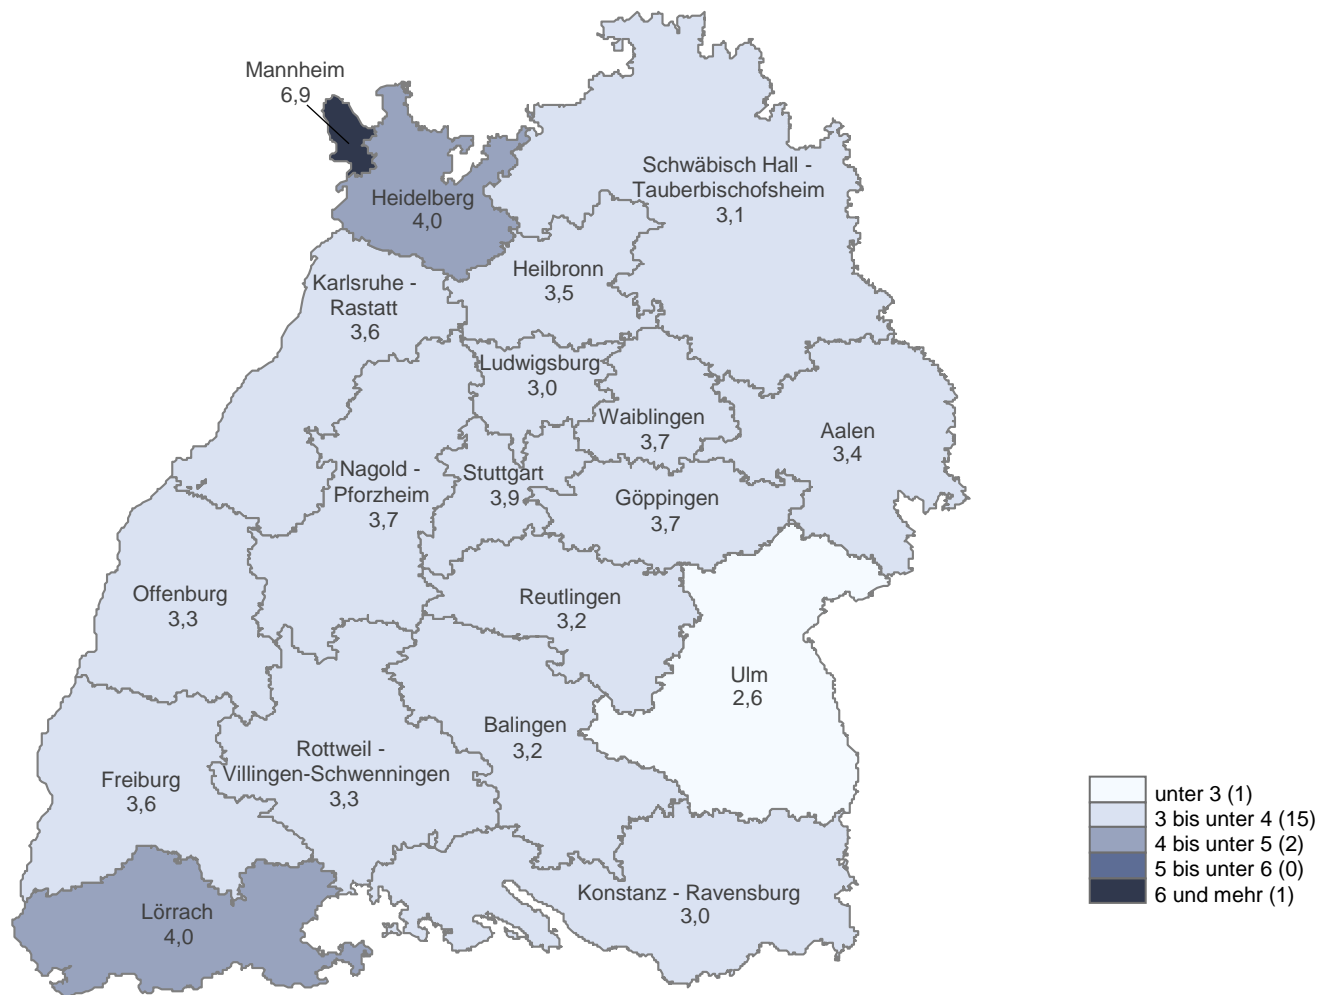 Mannheim
6,9
Schwäbisch Hall -
Tauberbischofsheim
3,1
Heidelberg
4,0
Heilbronn
3,5
Karlsruhe -
Rastatt
3,6
Ludwigsburg
3,0
Waiblingen
3,7
Aalen
3,4
Nagold -
Pforzheim
3,7
Stuttgart
3,9
Göppingen
3,7
Offenburg
3,3
Reutlingen
3,2
Ulm
2,6
Balingen
3,2
Rottweil -
Villingen-Schwenningen
3,3
Freiburg
3,6
Konstanz - Ravensburg
3,0
Lörrach
4,0
unter 3 (1)
3 bis unter 4 (15)
4 bis unter 5 (2)
5 bis unter 6 (0)
6 und mehr (1)